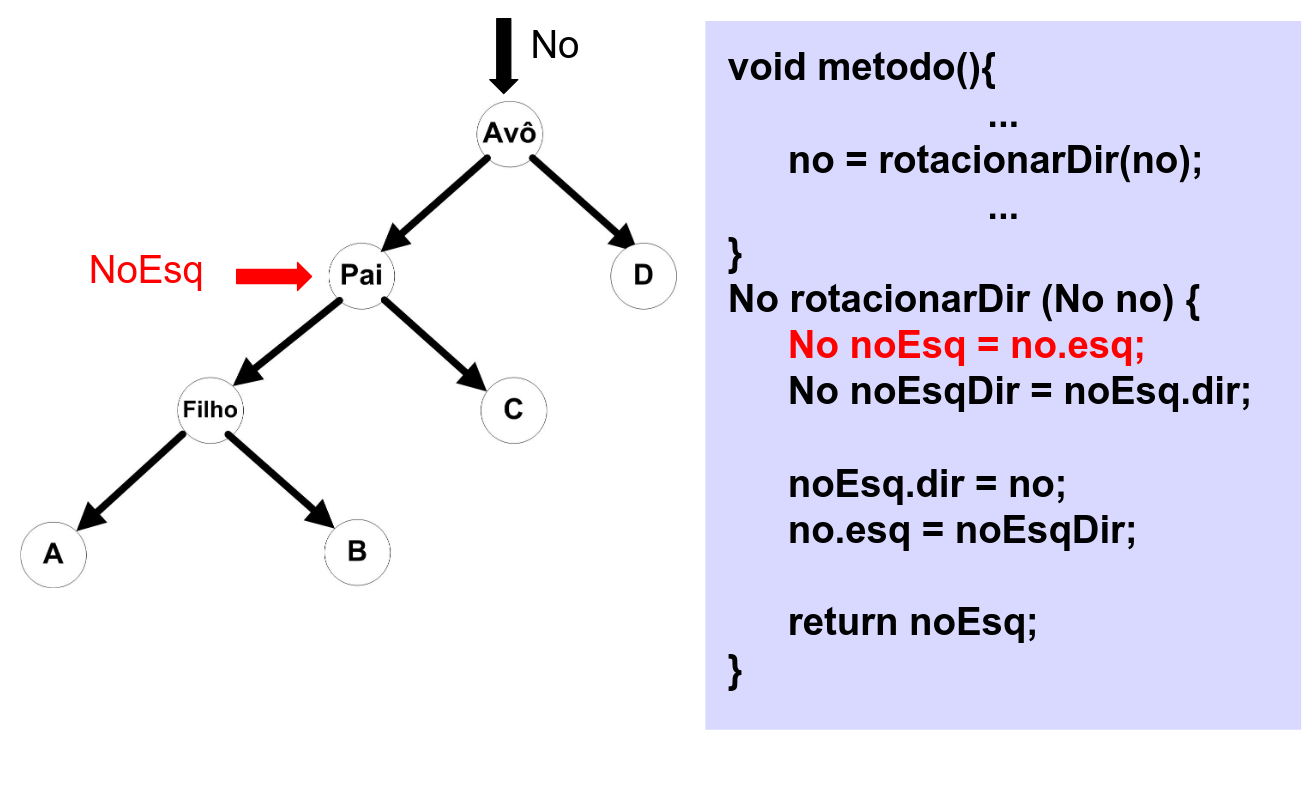 No
Avô
NoEsq
Pai
D
Filho
C
A
B
void metodo(){
...
no = rotacionarDir(no);
...
}
No rotacionarDir (No no) {
No noEsq = no.esq;
No noEsqDir = noEsq.dir;
noEsq.dir = no;
no.esq = noEsqDir;
return noEsq;
}